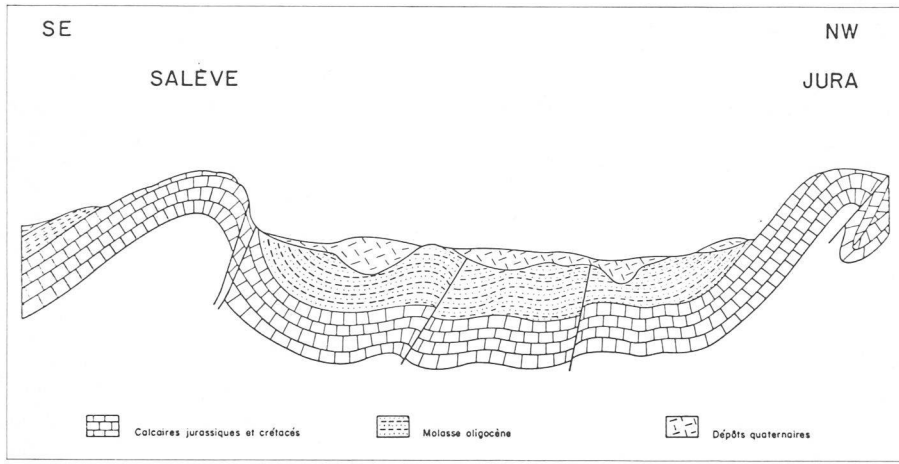 SE NW
SALÈVE JURA
Calcaires jurassiques et crétacés Molasse oligocène Dépôts quaternaires